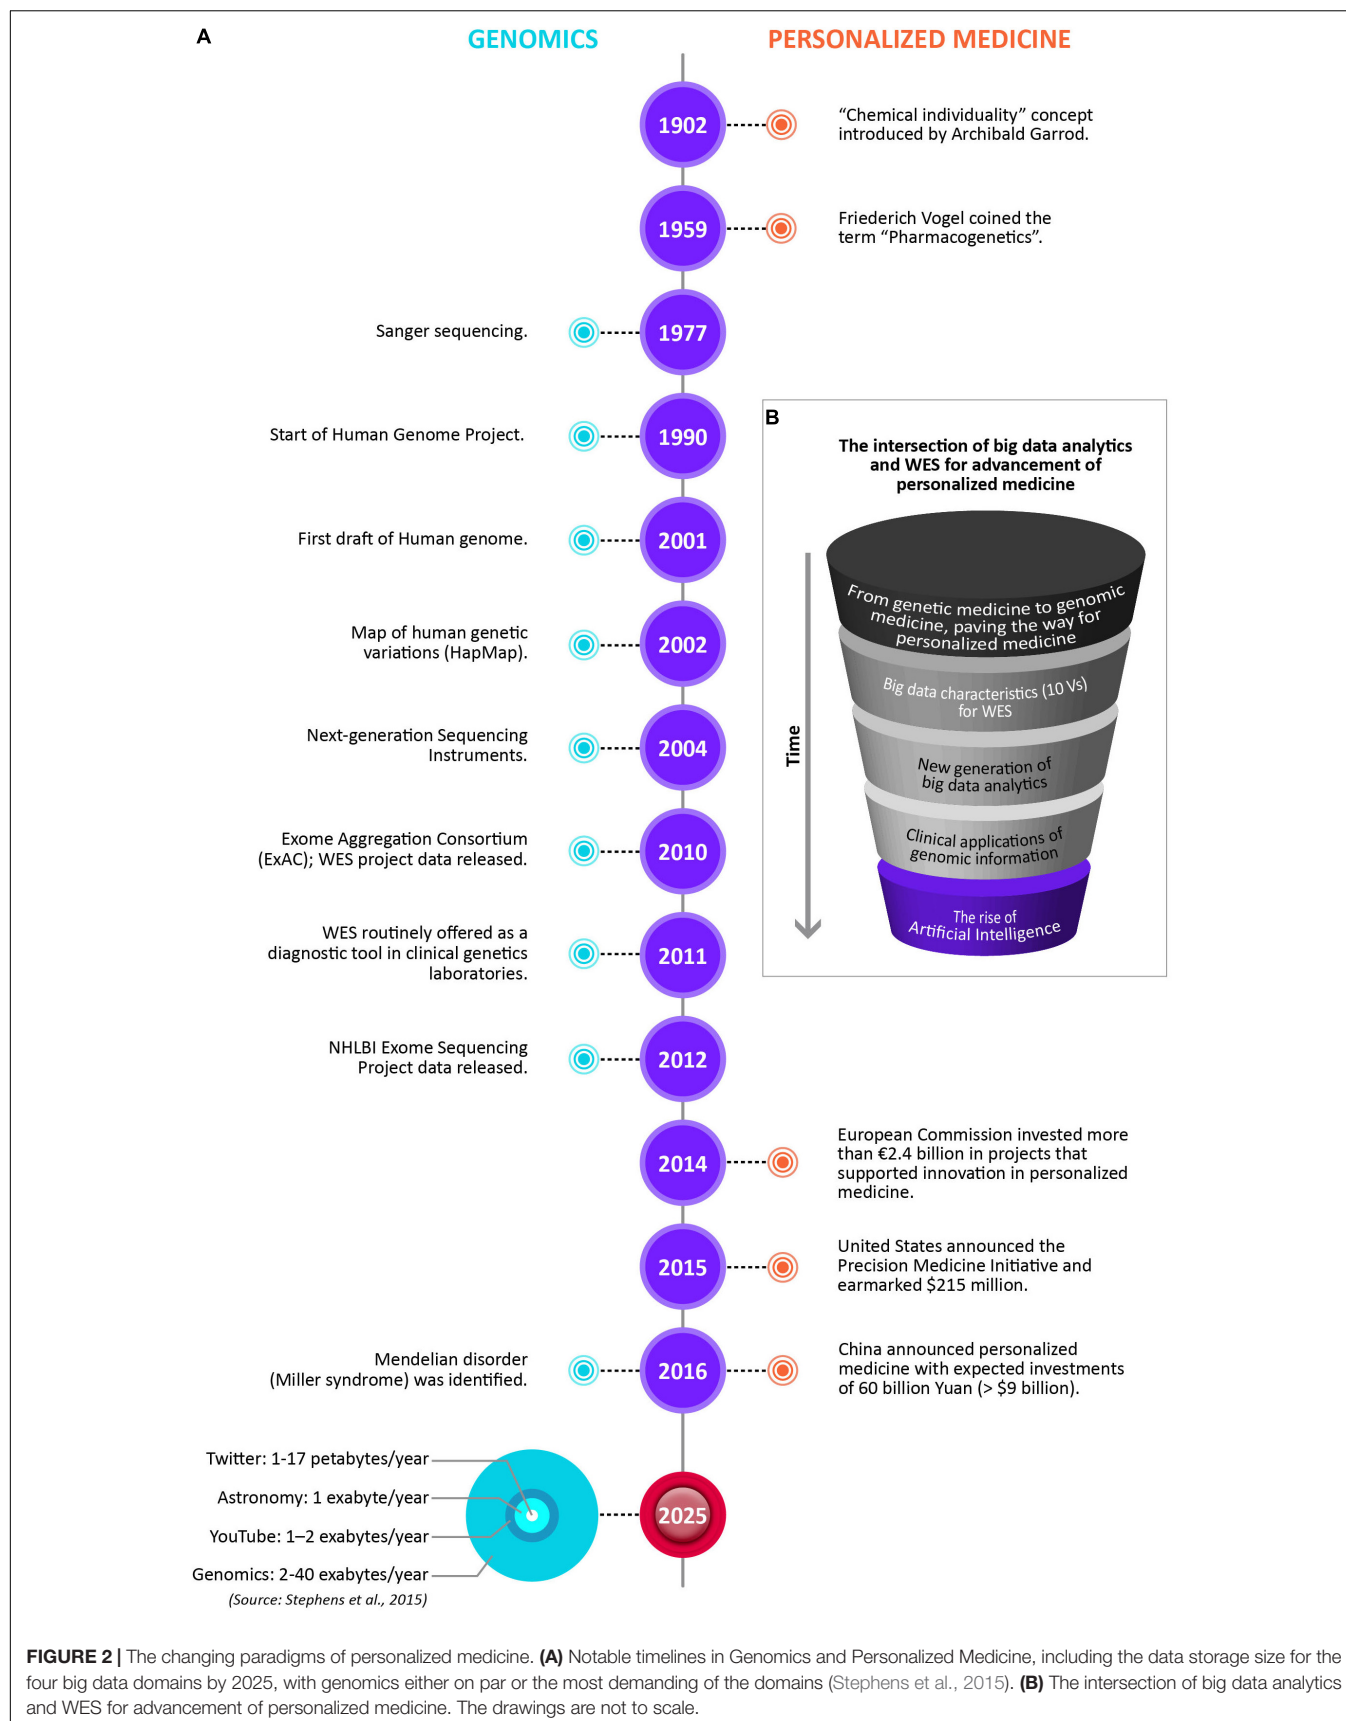 A
GENOMICS
PERSONALIZED MEDICINE
1902
“Chemical individuality” concept
introduced by Archibald Garrod.
1959
Friederich Vogel coined the
term “Pharmacogenetics”.
Sanger sequencing.
1977
Start of Human Genome Project.
1990
First draft of Human genome.
2001
Map of human genetic
variations (HapMap).
2002
Next-generation Sequencing
Instruments.
2004
Exome Aggregation Consortium
(ExAC); WES project data released.
2010
WES routinely offered as a
diagnostic tool in clinical genetics
laboratories.
2011
NHLBI Exome Sequencing
Project data released.
2012
2014
European Commission invested more
than €2.4 billion in projects that
supported innovation in personalized
medicine.
2015
United States announced the
Precision Medicine Initiative and
earmarked $215 million.
Mendelian disorder
(Miller syndrome) was identified.
2016
China announced personalized
medicine with expected investments
of 60 billion Yuan (> $9 billion).
Twitter: 1-17 petabytes/year
Astronomy: 1 exabyte/year
YouTube: 1–2 exabytes/year
Genomics: 2-40 exabytes/year
(Source: Stephens et al., 2015)
2025
B
The intersection of big data analytics
and WES for advancement of
personalized medicine
Time
From genetic medicine to genomic
medicine, paving the way for
personalized medicine
Big data characteristics (10 Vs)
for WES
New generation of
big data analytics
Clinical applications of
genomic information
The rise of
Artificial Intelligence
FIGURE 2 | The changing paradigms of personalized medicine. (A) Notable timelines in Genomics and Personalized Medicine, including the data storage size for the
four big data domains by 2025, with genomics either on par or the most demanding of the domains (Stephens et al., 2015). (B) The intersection of big data analytics
and WES for advancement of personalized medicine. The drawings are not to scale.